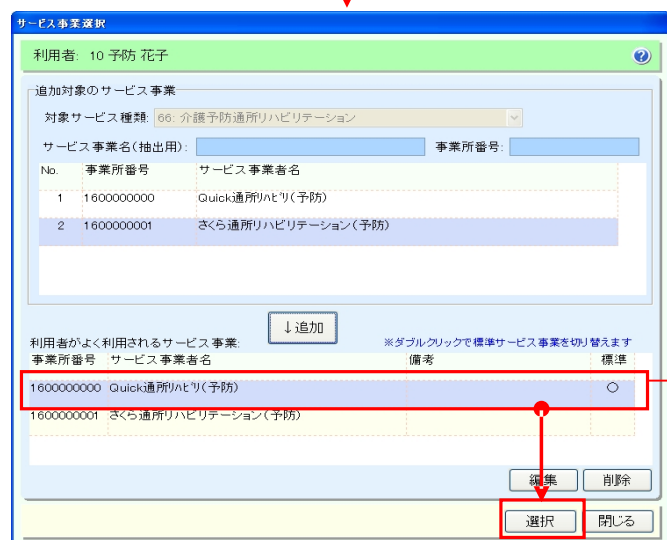 サービス事業選択
利用者: 10 予防 花子
追加対象のサービス事業
対象サービス種類: 66: 介護予防通所リハビリテーション
サービス事業名(抽出用): 事業所番号:
No. 事業所番号 サービス事業者名
1 1600000000 Quick通所ﾘﾊﾋﾞﾘ(予防)
2 1600000001 さくら通所リハビリテーション(予防)
↓追加
利用者がよく利用されるサービス事業: ※ダブルクリックで標準サービス事業を切り替えます
事業所番号 サービス事業者名 備考 標準
1600000000 Quick通所ﾘﾊﾋﾞﾘ(予防) ○
1600000001 さくら通所リハビリテーション(予防)
編集 削除
選択 閉じる